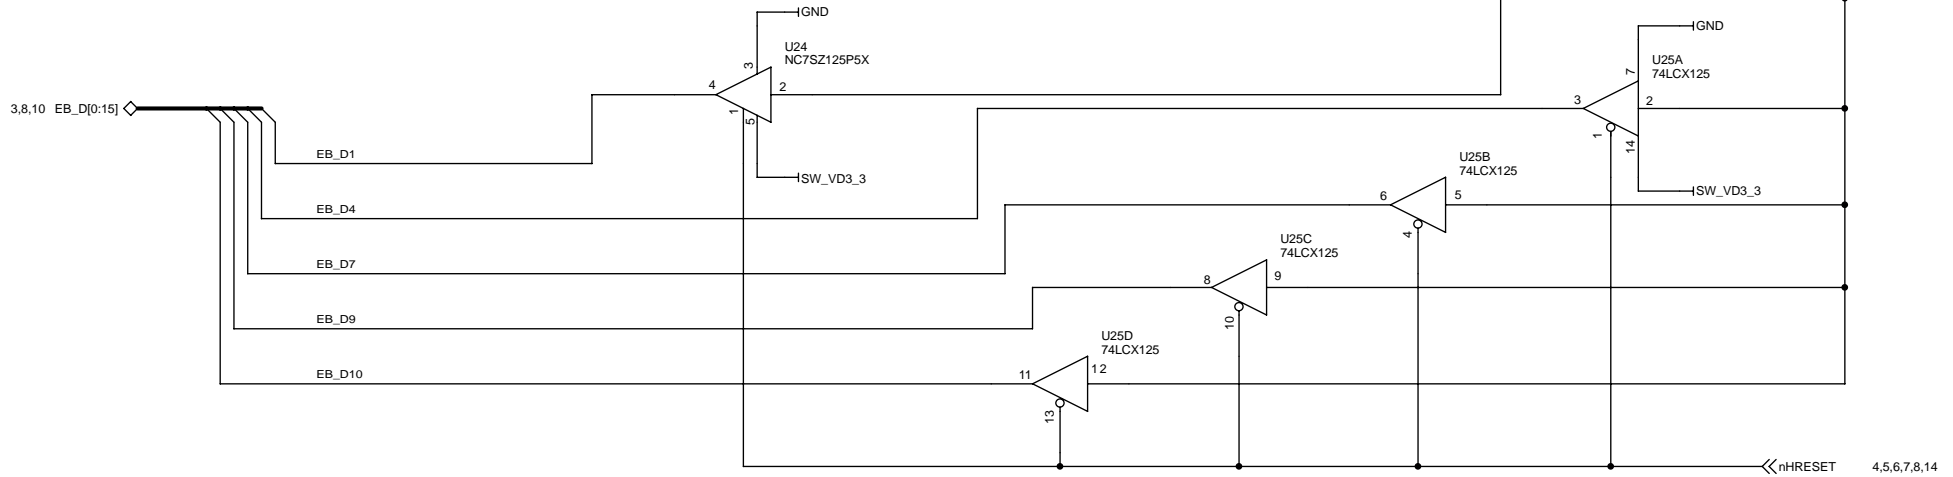 GND
U24
NC7SZ125P5X
3
4
2
1
5
SW_VD3_3
GND
U25A
74LCX125
7
3
2
1
14
SW_VD3_3
3,8,10 EB_D[0:15]
EB_D1
U25B
74LCX125
6
5
4
EB_D4
U25C
74LCX125
8
9
10
EB_D7
EB_D9
U25D
74LCX125
11
12
13
EB_D10
nHRESET 4,5,6,7,8,14